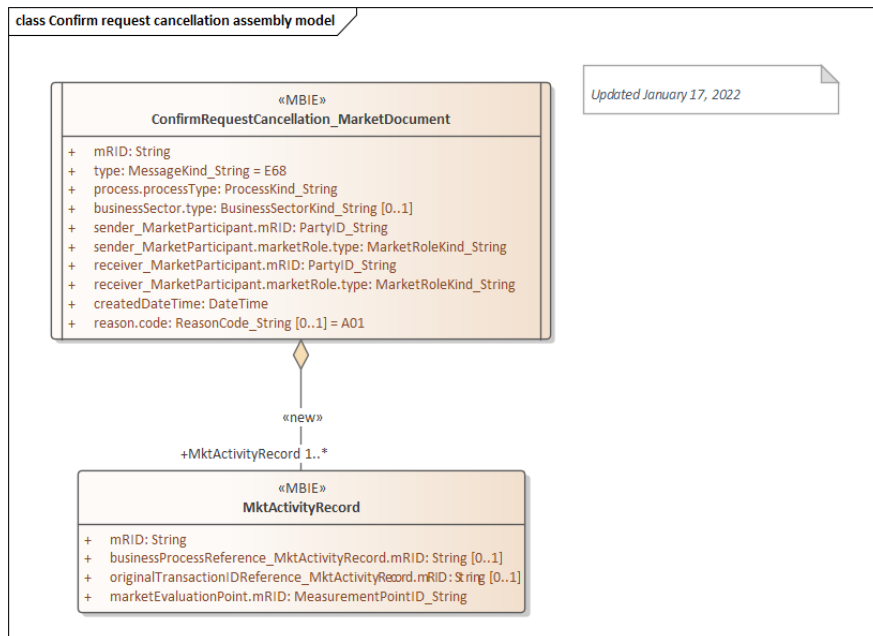 class Confirm request cancellation assembly model
Updated January 17, 2022
«MBIE»
ConfirmRequestCancellation_MarketDocument
+ mRID: String
+ type: MessageKind_String = E68
+ process.processType: ProcessKind_String
+ businessSector.type: BusinessSectorKind_String [0..1]
+ sender_MarketParticipant.mRID: PartyID_String
+ sender_MarketParticipant.marketRole.type: MarketRoleKind_String
+ receiver_MarketParticipant.mRID: PartyID_String
+ receiver_MarketParticipant.marketRole.type: MarketRoleKind_String
+ createdDateTime: DateTime
+ reason.code: ReasonCode_String [0..1] = A01
«new»
+MktActivityRecord 1..*
«MBIE»
MktActivityRecord
+ mRID: String
+ businessProcessReference_MktActivityRecord.mRID: String [0..1]
+ originalTransactionIDReference_MktActivityRecord.mRID: String [0..1]
+ marketEvaluationPoint.mRID: MeasurementPointID_String